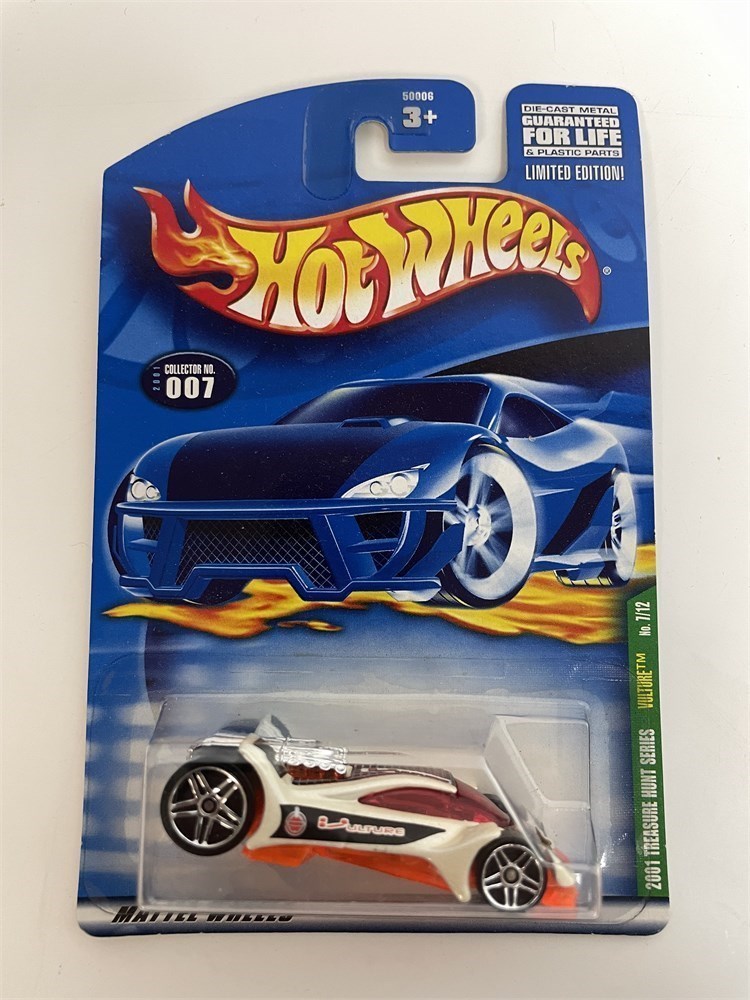 50006
3+
DIE-CAST METAL
GUARANTEED
FOR LIFE
& PLASTIC PARTS
LIMITED EDITION!
HOT WHEELS®
2001
COLLECTOR NO.
007
2001 TREASURE HUNT SERIES VULTURE™ No. 7/12
VULTURE
MATTEL WHEELS